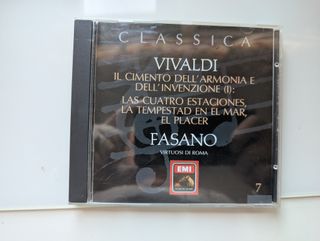 CLASSICA
VIVALDI
IL CIMENTO DELL'ARMONIA E
DELL'INVENZIONE (I):
LAS CUATRO ESTACIONES,
LA TEMPESTAD EN EL MAR,
EL PLACER
FASANO
VIRTUOSI DI ROMA
EMI
7